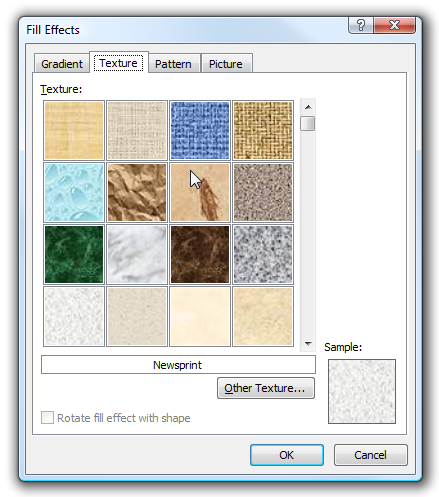 Fill Effects
Gradient Texture Pattern Picture
Texture:
Sample:
Newsprint
Other Texture...
Rotate fill effect with shape
OK Cancel